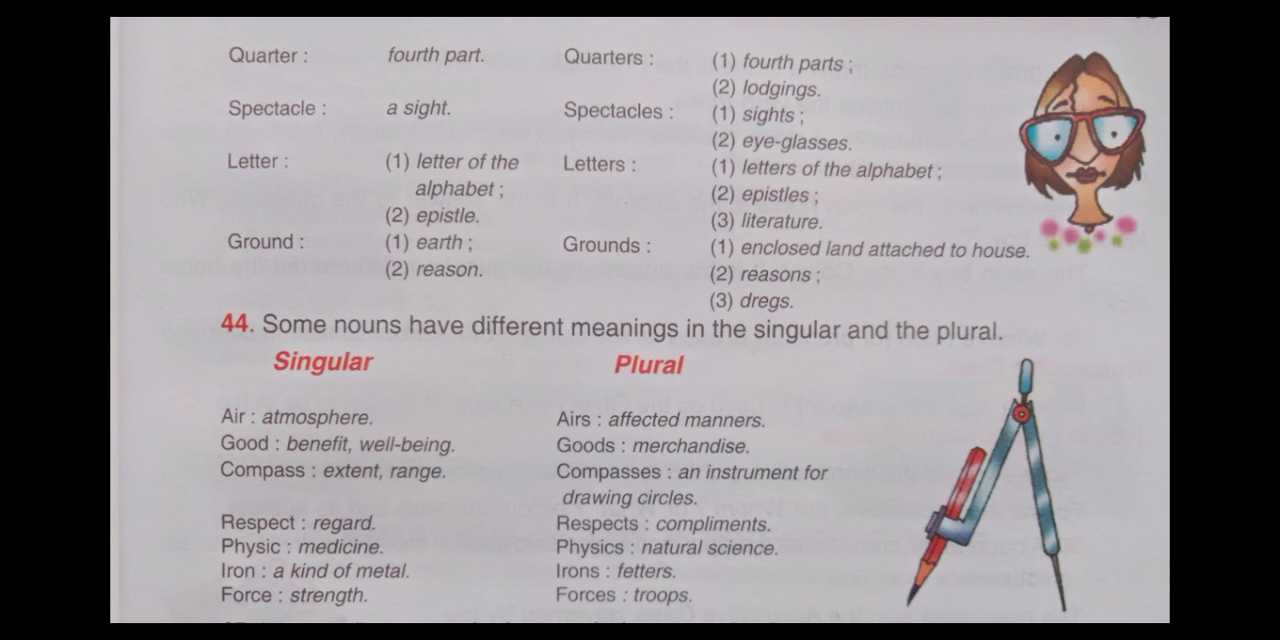 Quarter : fourth part. Quarters : (1) fourth parts ;
(2) lodgings.
Spectacle : a sight. Spectacles : (1) sights ;
(2) eye-glasses.
Letter : (1) letter of the Letters : (1) letters of the alphabet ;
alphabet ; (2) epistles ;
(2) epistle. (3) literature.
Ground : (1) earth ; Grounds : (1) enclosed land attached to house.
(2) reason. (2) reasons ;
(3) dregs.
44. Some nouns have different meanings in the singular and the plural.
Singular Plural
Air : atmosphere. Airs : affected manners.
Good : benefit, well-being. Goods : merchandise.
Compass : extent, range. Compasses : an instrument for
drawing circles.
Respect : regard. Respects : compliments.
Physic : medicine. Physics : natural science.
Iron : a kind of metal. Irons : fetters.
Force : strength. Forces : troops.